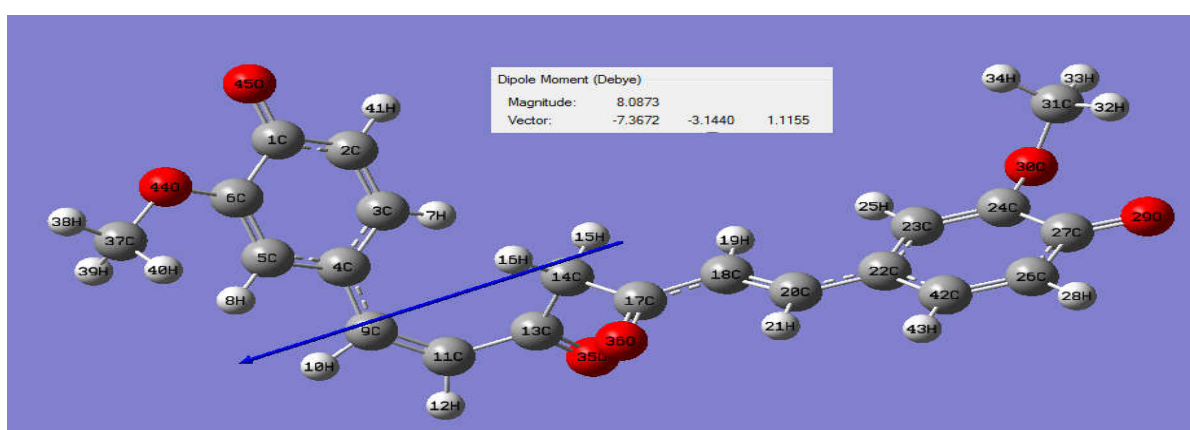 Dipole Moment (Debye)
Magnitude: 8.0873
Vector: -7.3672 -3.1440 1.1155
45O
41H
1C
2C
44O
6C
3C
7H
38H
37C
39H
40H
5C
4C
8H
9C
10H
11C
12H
16H
15H
14C
13C
17C
36O
35O
19H
18C
20C
21H
34H
33H
31C
32H
30O
25H
23C
24C
27C
29O
22C
42C
26C
28H
43H